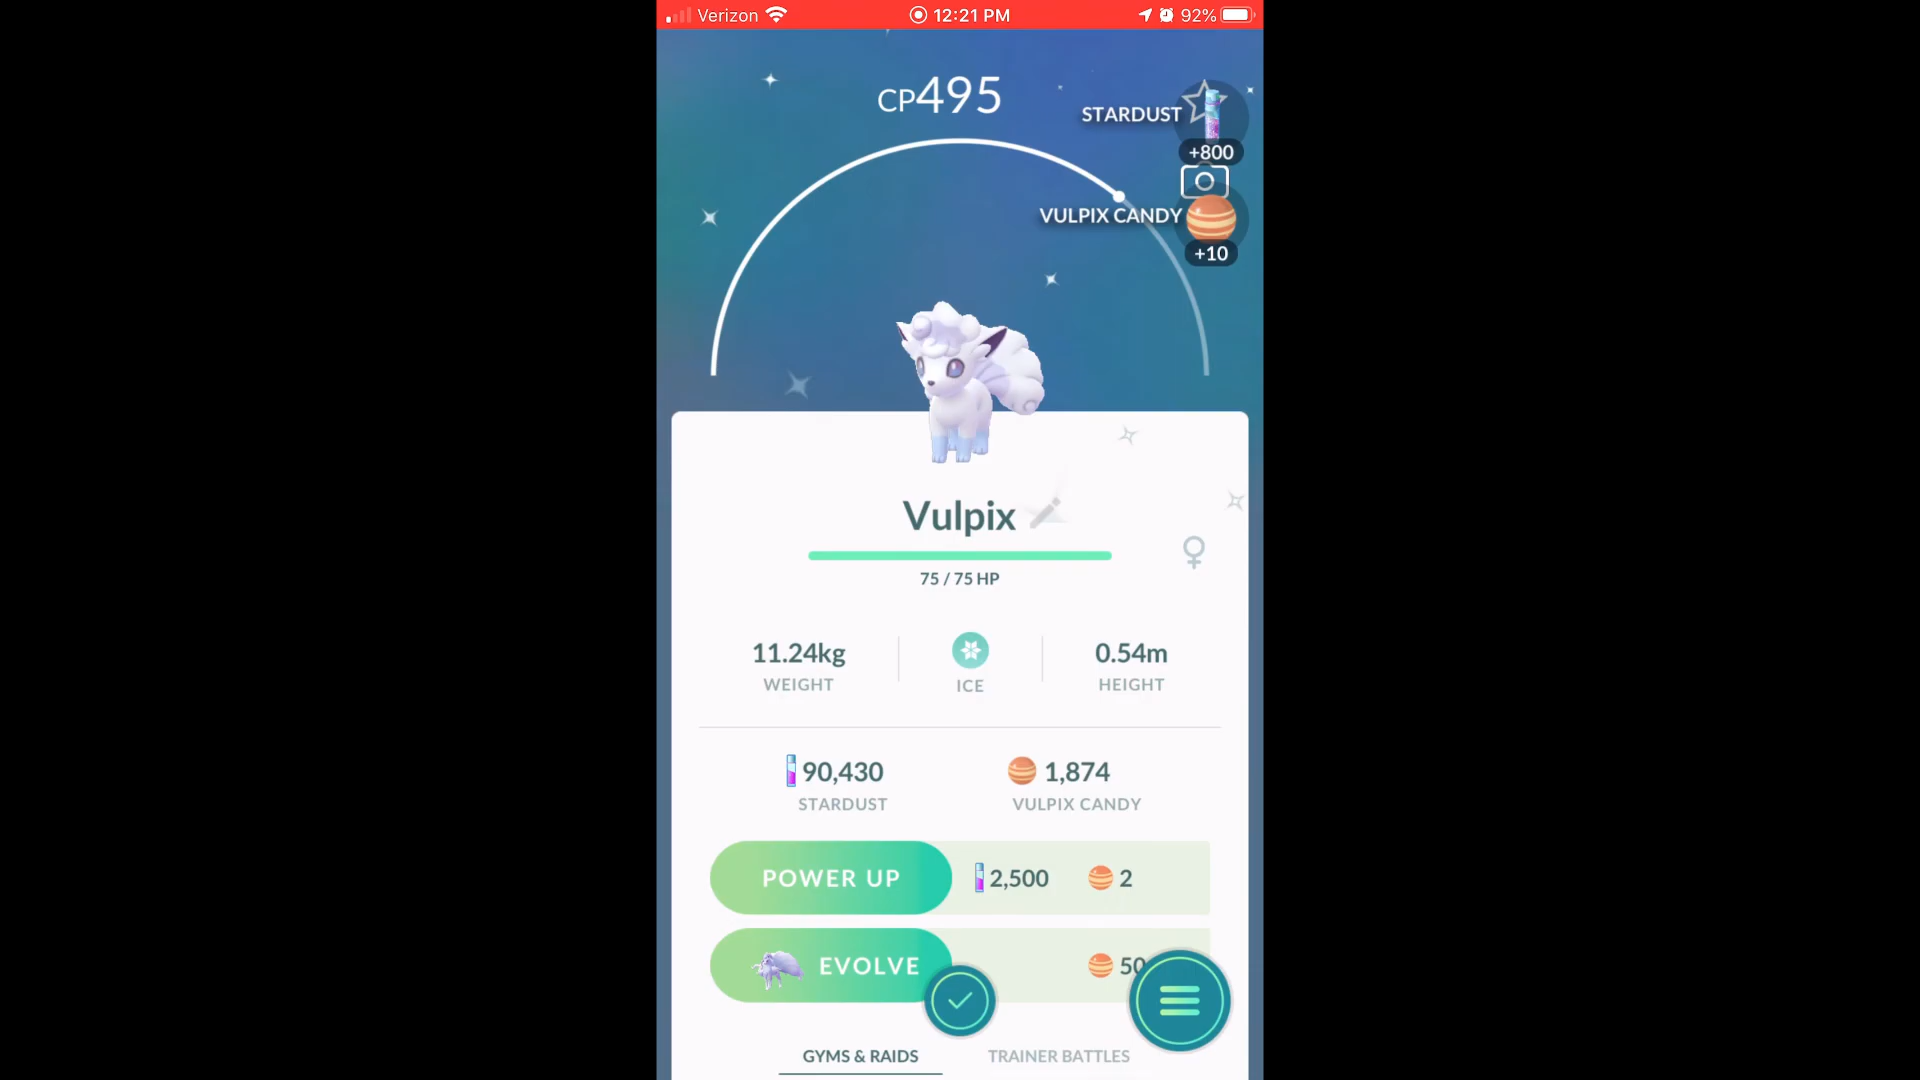 Verizon 12:21 PM 92%
CP495
STARDUST
+800
VULPIX CANDY
+10
Vulpix
75 / 75 HP
11.24kg
WEIGHT
ICE
0.54m
HEIGHT
90,430
STARDUST
1,874
VULPIX CANDY
POWER UP 2,500 2
EVOLVE 50
GYMS & RAIDS TRAINER BATTLES